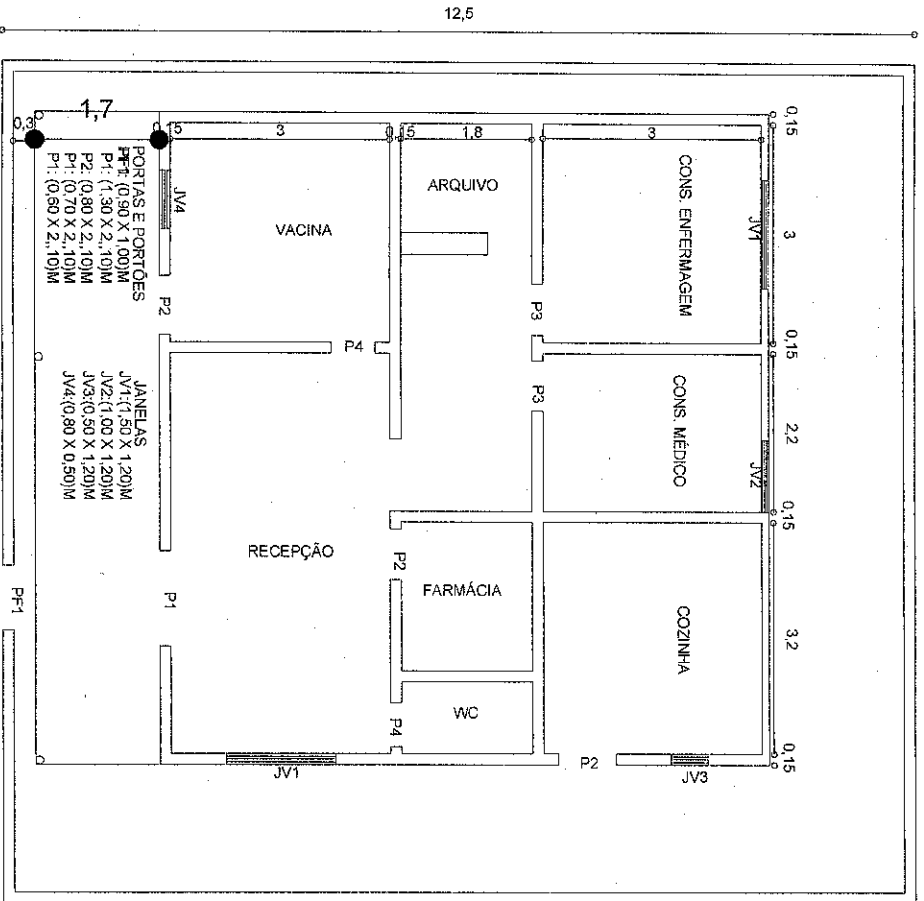 12,5
1,7
0,3
0,15
3
0,15
1,8
3
0,15
3
0,15
2,2
0,15
3,2
0,15
CONS. ENFERMAGEM
JV1
ARQUIVO
VACINA
JV4
P2
P4
P3
P3
CONS. MÉDICO
JV2
RECEPÇÃO
P2
FARMÁCIA
COZINHA
P1
PF1
WC
P4
JV1
P2
JV3
PORTAS E PORTÕES
PF1: (0,90 X 1,00)M
P1: (1,30 X 2,,10)M
P2: (0,80 X 2,,10)M
P1: (0,70 X 2,,10)M
P1: (0,60 X 2,,10)M
JANELAS
JV1:(1,50 X 1,20)M
JV2:(1,00 X 1,20)M
JV3:(0,50 X 1,20)M
JV4:(0,80 X 0,50)M